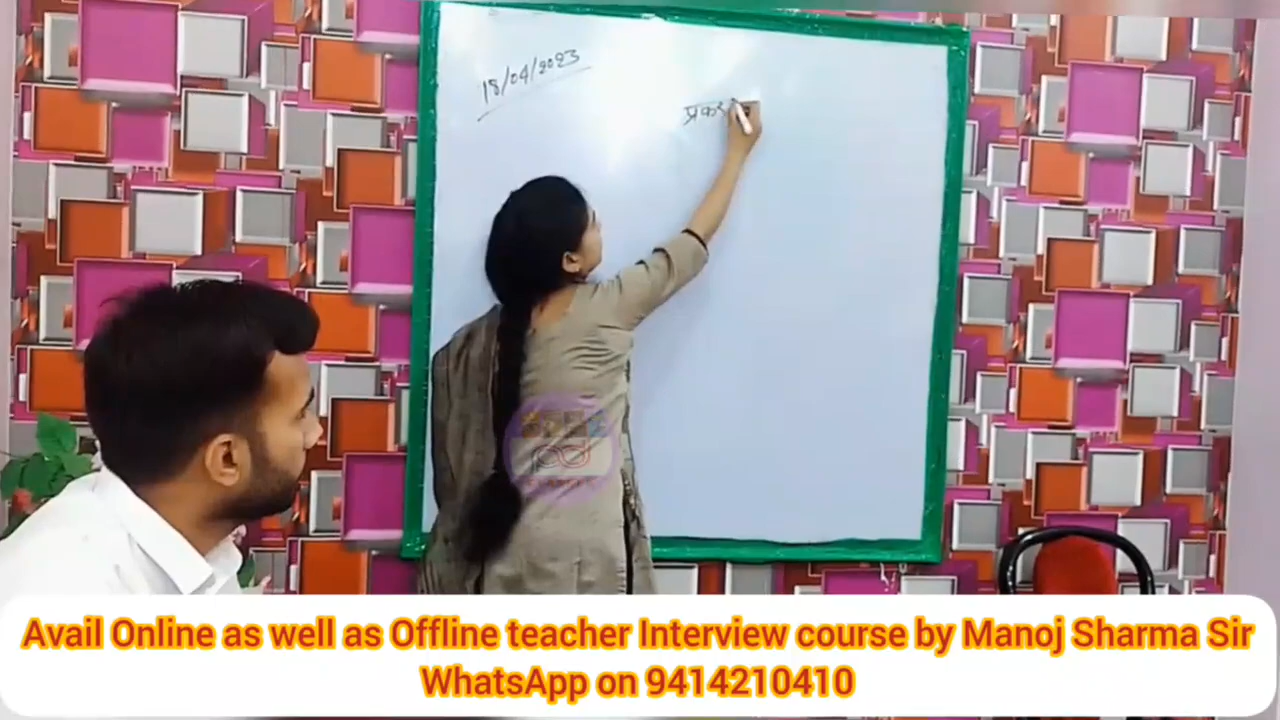 18/04/2023
Avail Online as well as Offline teacher Interview course by Manoj Sharma Sir
WhatsApp on 9414210410